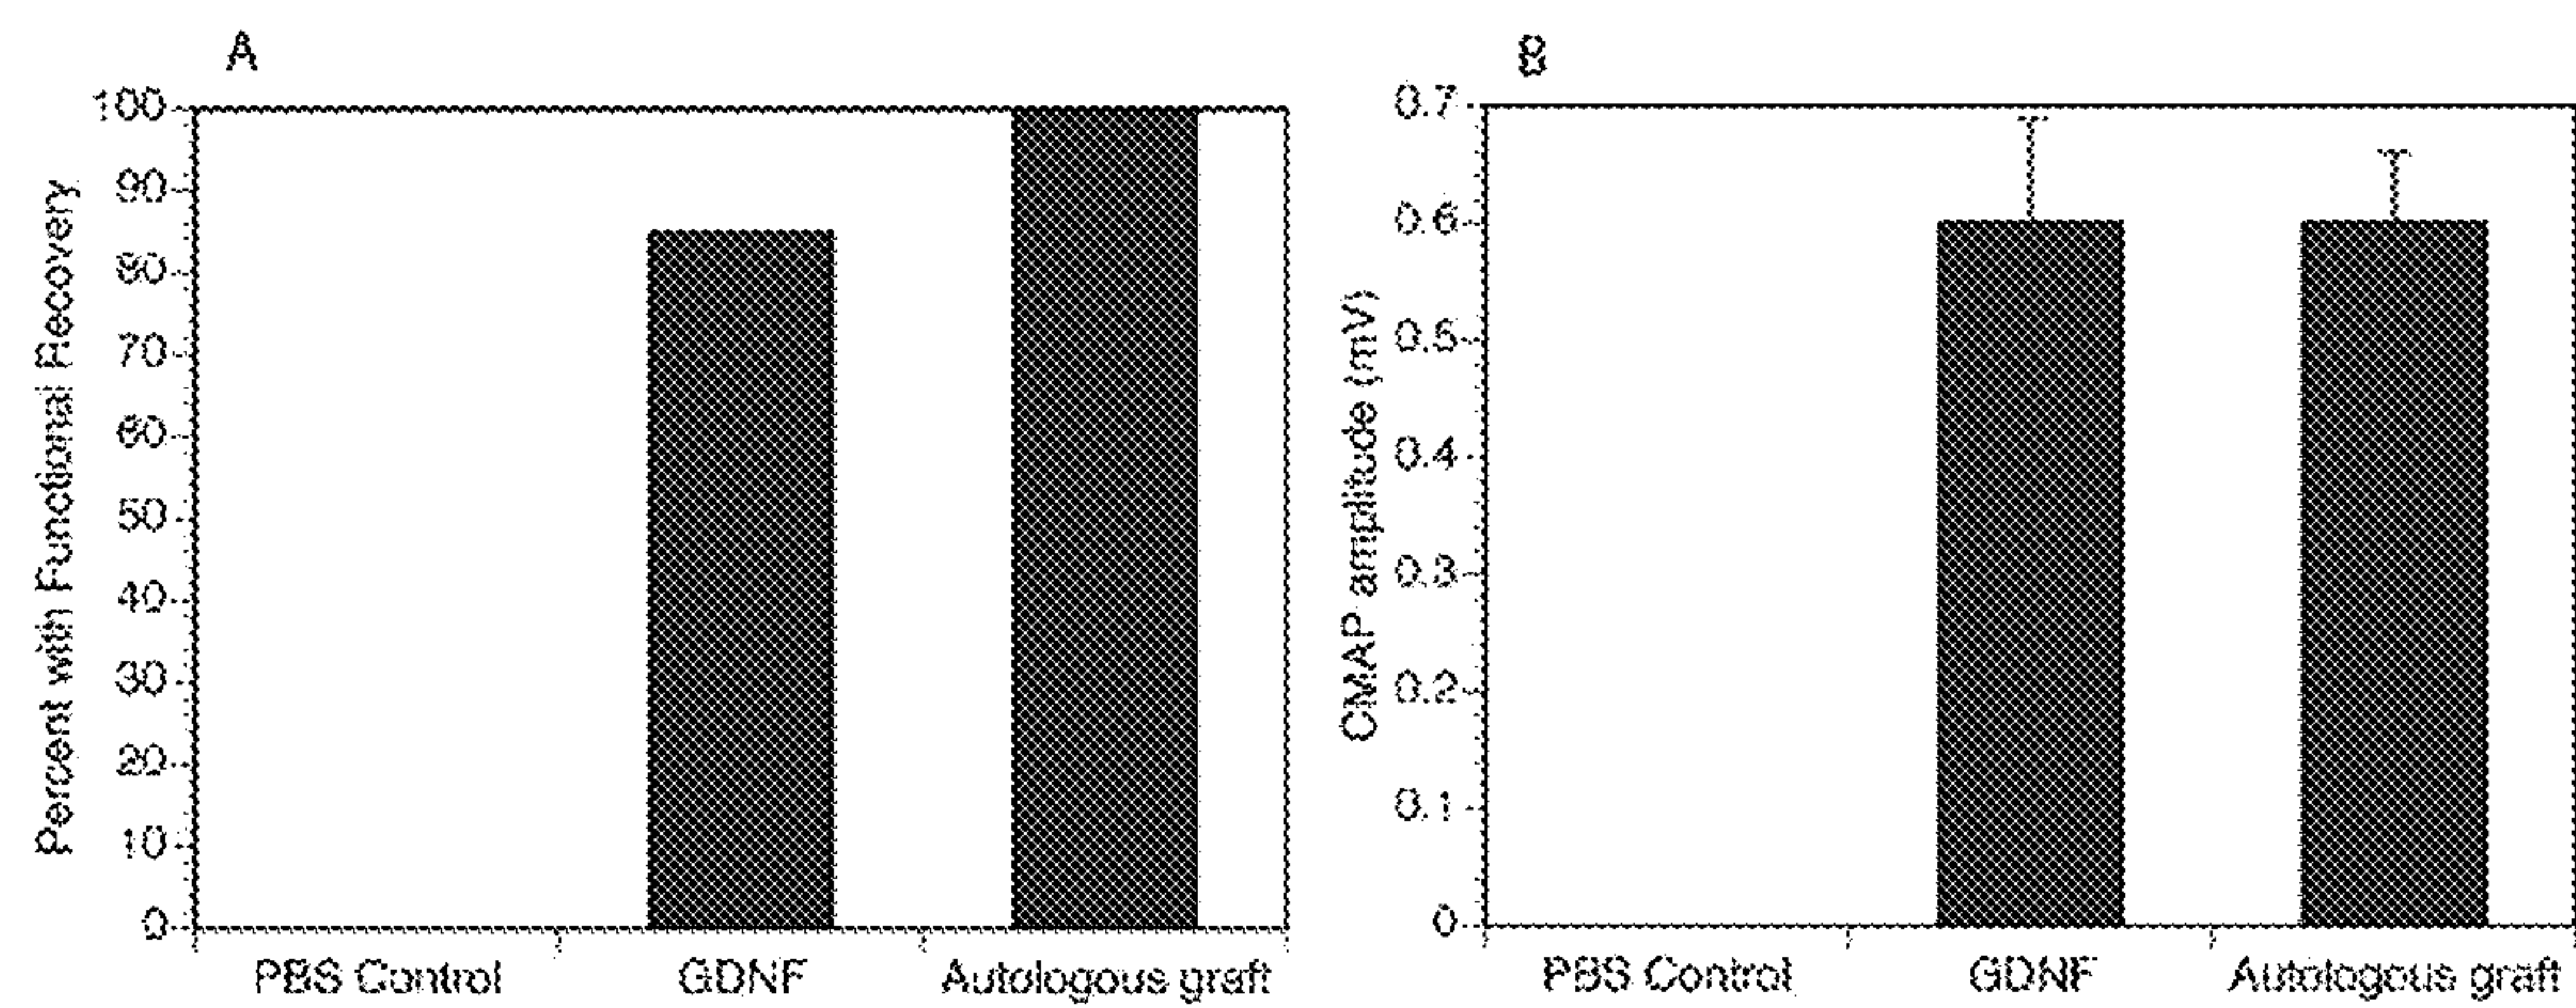 A
Percent with Functional Recovery
100
90
80
70
60
50
40
30
20
10
0
PBS Control
GDNF
Autologous graft
B
CMAP amplitude (mV)
0.7
0.6
0.5
0.4
0.3
0.2
0.1
0
PBS Control
GDNF
Autologous graft